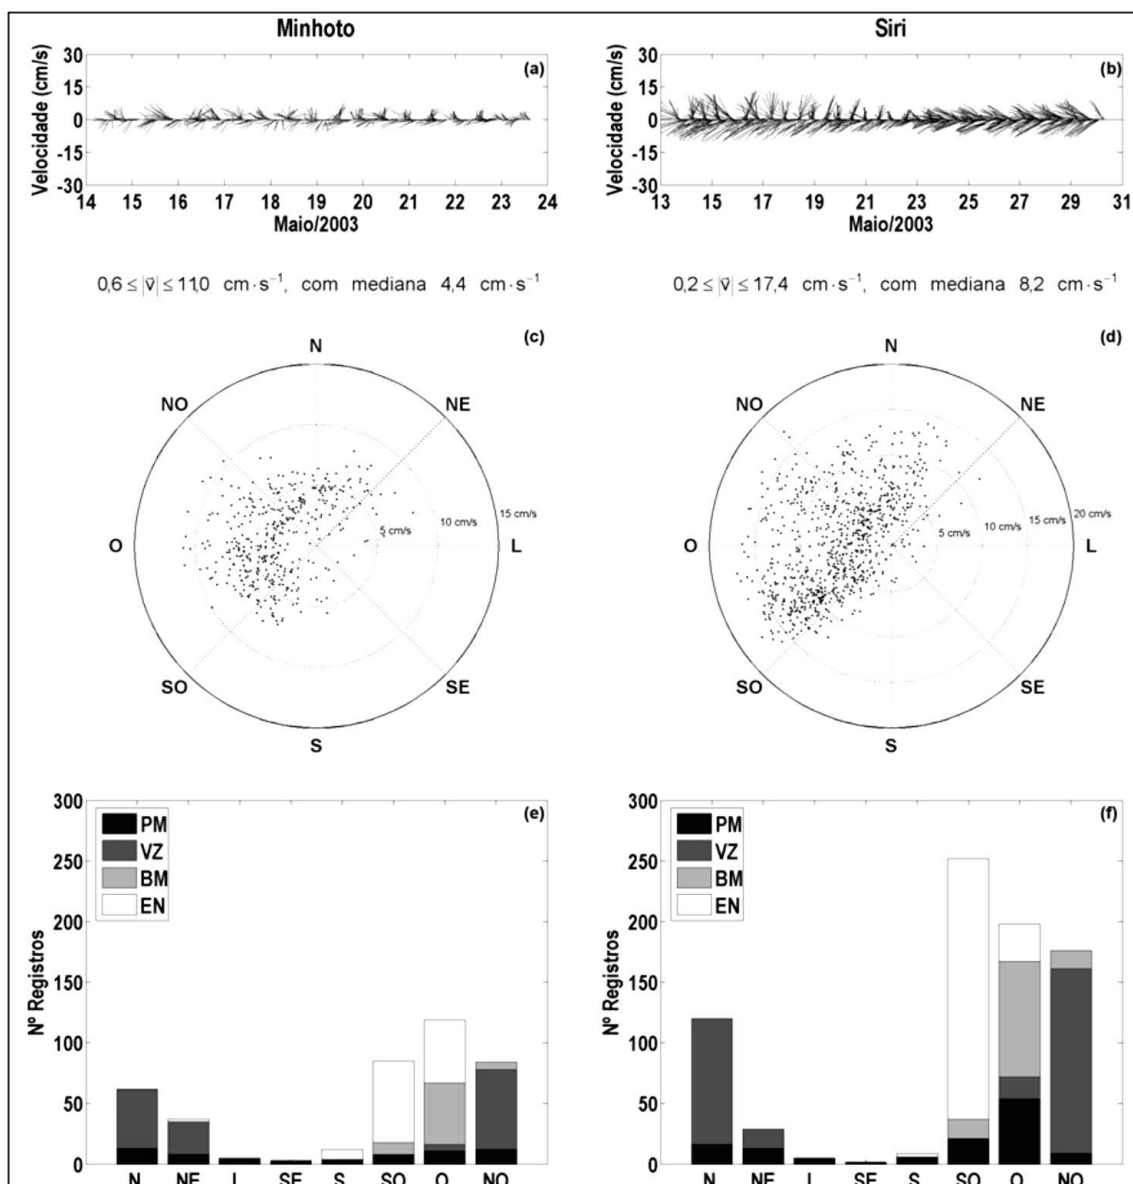 Minhoto
Siri
30
15
0
-15
-30
Velocidade (cm/s)
(a)
14 15 16 17 18 19 20 21 22 23 24
Maio/2003
30
15
0
-15
-30
Velocidade (cm/s)
(b)
13 15 17 19 21 23 25 27 29 31
Maio/2003
0,6 ≤ |v⃗| ≤ 11,0 cm·s⁻¹, com mediana 4,4 cm·s⁻¹
0,2 ≤ |v⃗| ≤ 17,4 cm·s⁻¹, com mediana 8,2 cm·s⁻¹
(c)
N
NO
NE
15 cm/s
10 cm/s
5 cm/s
O
L
SO
SE
S
(d)
N
NO
NE
20 cm/s
15 cm/s
10 cm/s
5 cm/s
O
L
SO
SE
S
300
250
200
150
100
50
0
Nº Registros
PM
VZ
BM
EN
(e)
N NE L SE S SO O NO
300
250
200
150
100
50
0
Nº Registros
PM
VZ
BM
EN
(f)
N NE L SE S SO O NO